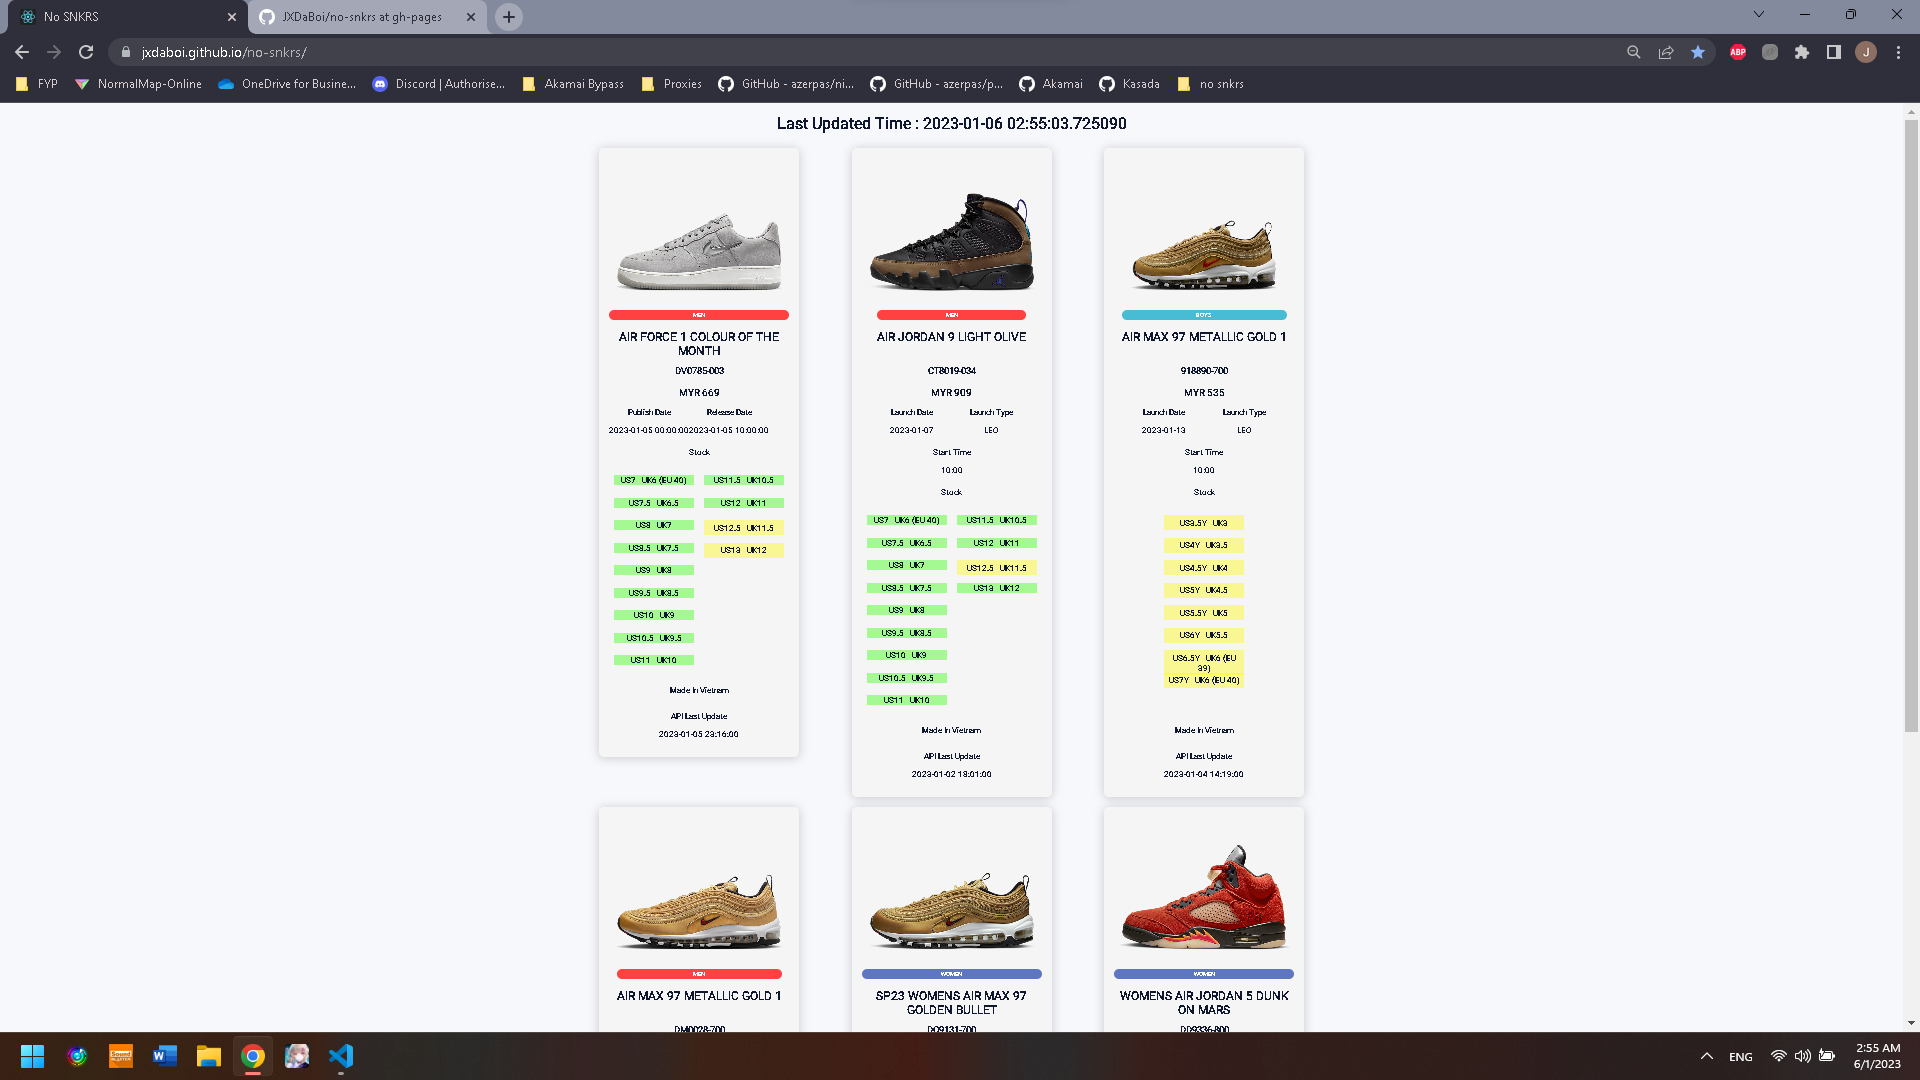 No SNKRS
JXDaBoi/no-snkrs at gh-pages
jxdaboi.github.io/no-snkrs/
FYP
NormalMap-Online
OneDrive for Busine...
Discord | Authorise...
Akamai Bypass
Proxies
GitHub - azerpas/ni...
GitHub - azerpas/p...
Akamai
Kasada
no snkrs
ABP
J
Last Updated Time : 2023-01-06 02:55:03.725090
MEN
AIR FORCE 1 COLOUR OF THE
MONTH
DV0785-003
MYR 669
Publish Date Release Date
2023-01-05 00:00:00 2023-01-05 10:00:00
Stock
US7 UK6 (EU 40) US11.5 UK10.5
US7.5 UK6.5 US12 UK11
US8 UK7 US12.5 UK11.5
US8.5 UK7.5 US13 UK12
US9 UK8
US9.5 UK8.5
US10 UK9
US10.5 UK9.5
US11 UK10
Made In Vietnam
API Last Update
2023-01-05 23:16:00
MEN
AIR JORDAN 9 LIGHT OLIVE
CT8019-034
MYR 909
Launch Date Launch Type
2023-01-07 LEO
Start Time
10:00
Stock
US7 UK6 (EU 40) US11.5 UK10.5
US7.5 UK6.5 US12 UK11
US8 UK7 US12.5 UK11.5
US8.5 UK7.5 US13 UK12
US9 UK8
US9.5 UK8.5
US10 UK9
US10.5 UK9.5
US11 UK10
Made In Vietnam
API Last Update
2023-01-02 18:01:00
BOYS
AIR MAX 97 METALLIC GOLD 1
918890-700
MYR 535
Launch Date Launch Type
2023-01-13 LEO
Start Time
10:00
Stock
US3.5Y UK3
US4Y UK3.5
US4.5Y UK4
US5Y UK4.5
US5.5Y UK5
US6Y UK5.5
US6.5Y UK6 (EU
39)
US7Y UK6 (EU 40)
Made In Vietnam
API Last Update
2023-01-04 14:19:00
MEN
AIR MAX 97 METALLIC GOLD 1
DM0028-700
WOMEN
SP23 WOMENS AIR MAX 97
GOLDEN BULLET
DQ9131-700
WOMEN
WOMENS AIR JORDAN 5 DUNK
ON MARS
DD9336-800
ENG
2:55 AM
6/1/2023